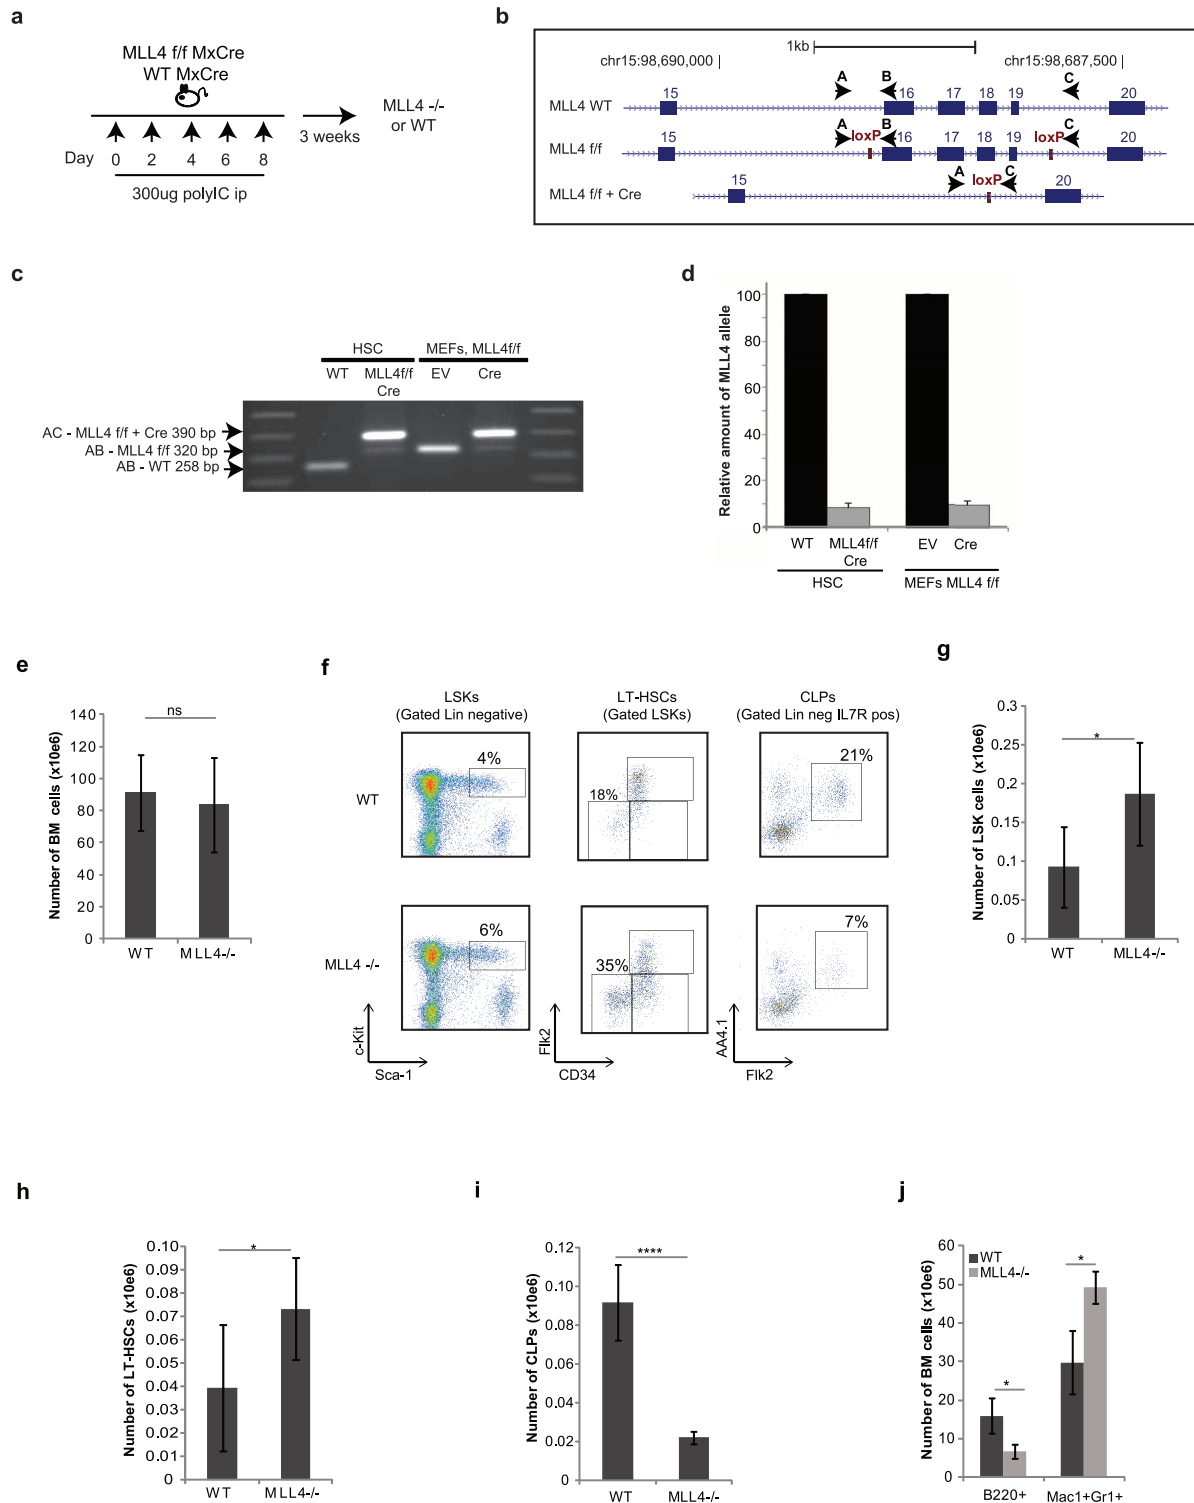 a
MLL4 f/f MxCre
WT MxCre
3 weeks
MLL4 -/-
or WT
Day 0 2 4 6 8
300ug polyIC ip
b
1kb
chr15:98,690,000
chr15:98,687,500
MLL4 WT
15 A B 16 17 18 19 C 20
MLL4 f/f
15 A loxP B 16 17 18 19 loxP C 20
MLL4 f/f + Cre
15 A loxP C 20
c
HSC
MEFs, MLL4f/f
WT MLL4f/f Cre EV Cre
AC - MLL4 f/f + Cre 390 bp
AB - MLL4 f/f 320 bp
AB - WT 258 bp
d
Relative amount of MLL4 allele
100
80
60
40
20
0
WT MLL4f/f Cre EV Cre
HSC
MEFs MLL4 f/f
e
Number of BM cells (x10e6)
140
120
100
80
60
40
20
0
ns
WT MLL4-/-
f
LSKs
(Gated Lin negative)
LT-HSCs
(Gated LSKs)
CLPs
(Gated Lin neg IL7R pos)
WT
4%
18%
21%
MLL4 -/-
6%
35%
7%
c-Kit
Sca-1
Flk2
CD34
AA4.1
Flk2
g
Number of LSK cells (x10e6)
0.3
0.25
0.2
0.15
0.1
0.05
0
*
WT MLL4-/-
h
Number of LT-HSCs (x10e6)
0.10
0.09
0.08
0.07
0.06
0.05
0.04
0.03
0.02
0.01
0
*
WT MLL4-/-
i
Number of CLPs (x10e6)
0.12
0.10
0.08
0.06
0.04
0.02
0
****
WT MLL4-/-
j
Number of BM cells (x10e6)
60
50
40
30
20
10
0
WT
MLL4-/-
*
*
B220+ Mac1+Gr1+